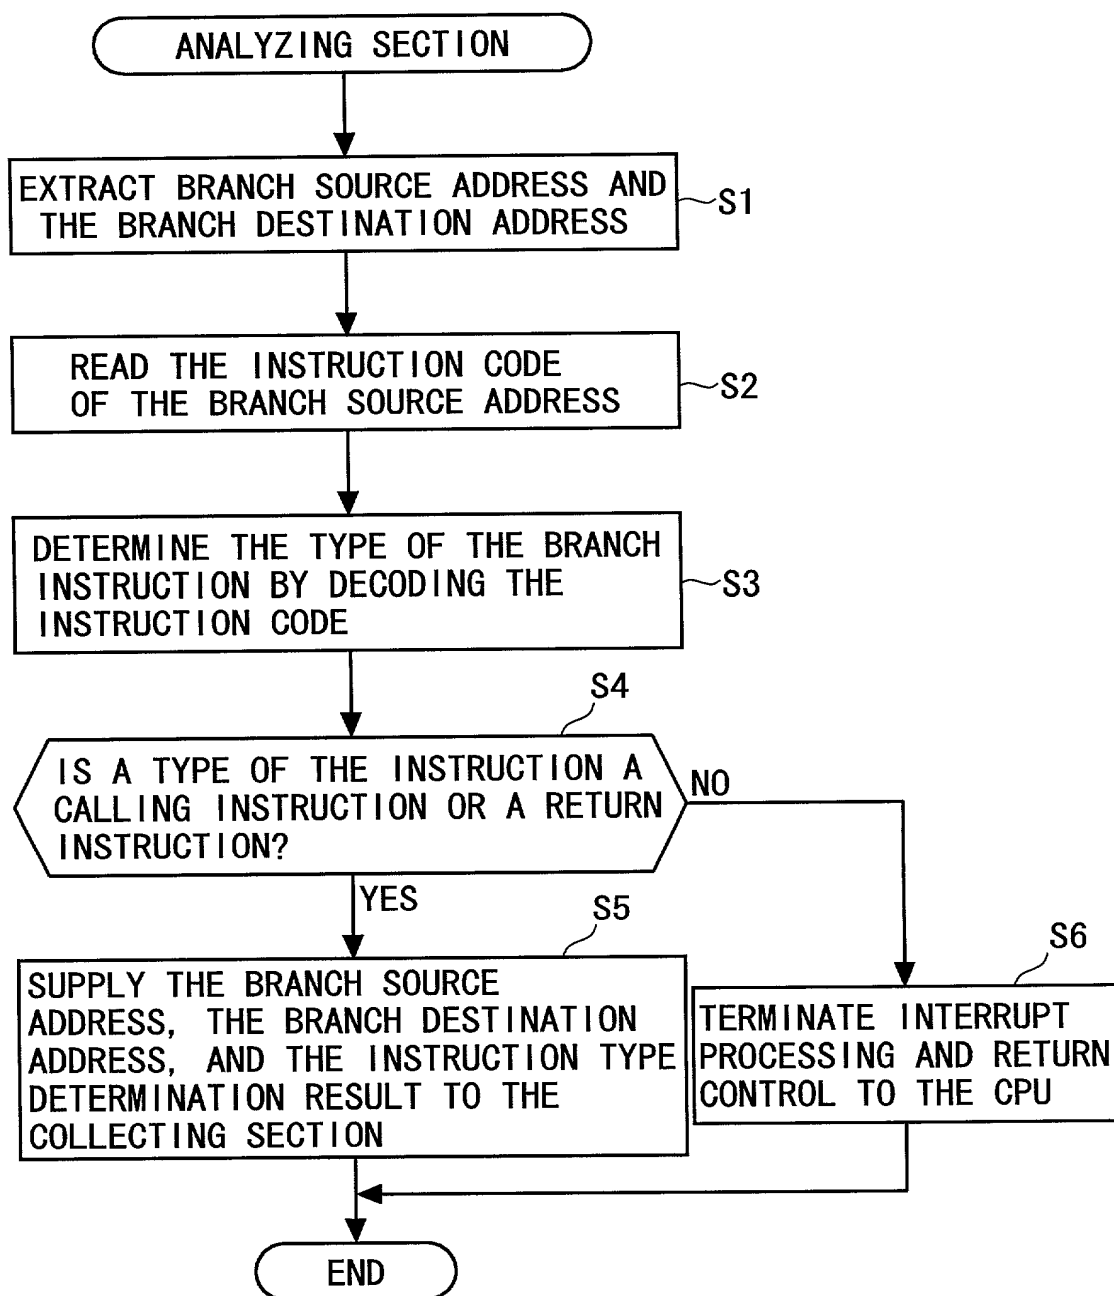 ANALYZING SECTION
EXTRACT BRANCH SOURCE ADDRESS AND
THE BRANCH DESTINATION ADDRESS
S1
READ THE INSTRUCTION CODE
OF THE BRANCH SOURCE ADDRESS
S2
DETERMINE THE TYPE OF THE BRANCH
INSTRUCTION BY DECODING THE
INSTRUCTION CODE
S3
S4
IS A TYPE OF THE INSTRUCTION A
CALLING INSTRUCTION OR A RETURN
INSTRUCTION?
NO
YES
S5
SUPPLY THE BRANCH SOURCE
ADDRESS, THE BRANCH DESTINATION
ADDRESS, AND THE INSTRUCTION TYPE
DETERMINATION RESULT TO THE
COLLECTING SECTION
S6
TERMINATE INTERRUPT
PROCESSING AND RETURN
CONTROL TO THE CPU
END